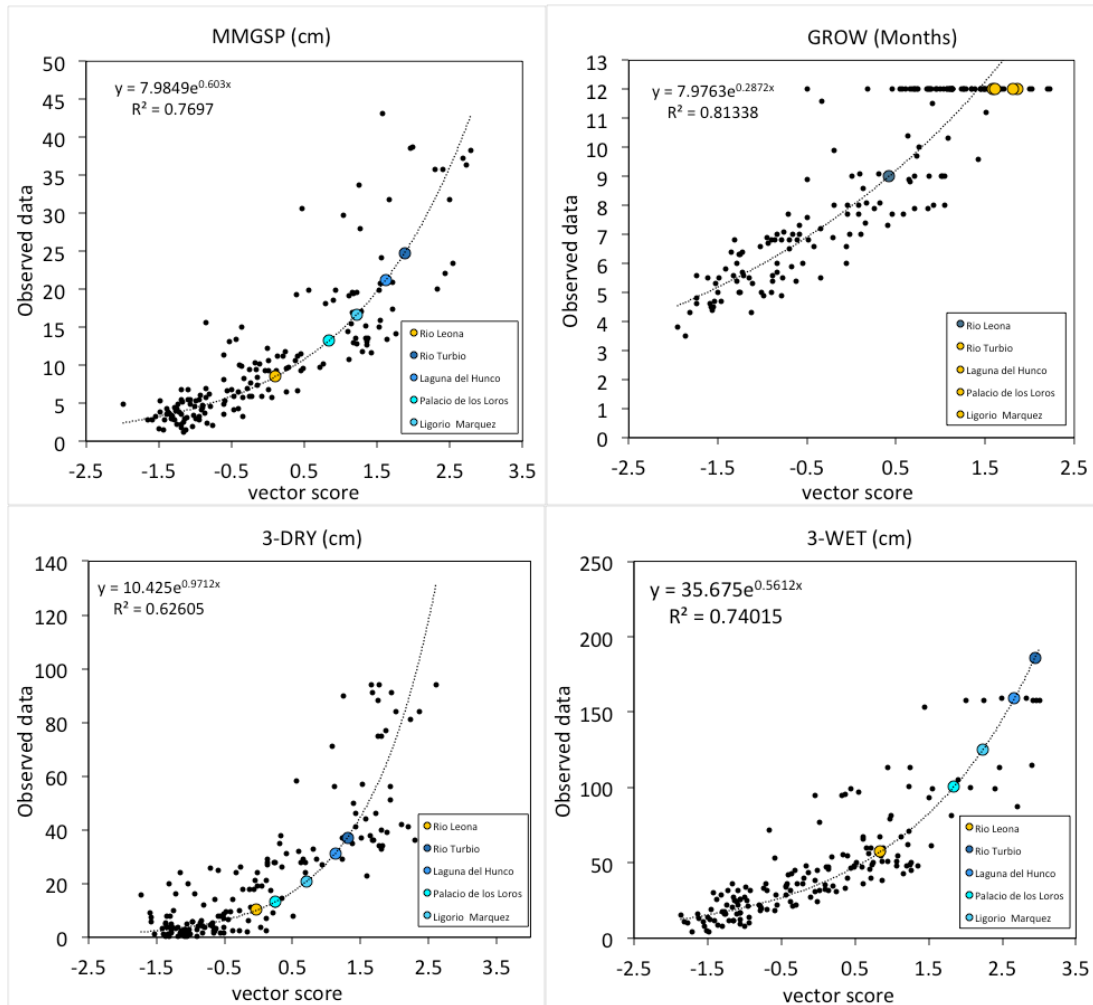 MMGSP (cm)
y = 7.9849e^0.603x
R² = 0.7697
Observed data
50
45
40
35
30
25
20
15
10
5
0
-2.5 -1.5 -0.5 0.5 1.5 2.5 3.5
vector score
Rio Leona
Rio Turbio
Laguna del Hunco
Palacio de los Loros
Ligorio Marquez
GROW (Months)
y = 7.9763e^0.2872x
R² = 0.81338
Observed data
13
12
11
10
9
8
7
6
5
4
3
2
1
0
-2.5 -1.5 -0.5 0.5 1.5 2.5
vector score
Rio Leona
Rio Turbio
Laguna del Hunco
Palacio de los Loros
Ligorio Marquez
3-DRY (cm)
y = 10.425e^0.9712x
R² = 0.62605
Observed data
140
120
100
80
60
40
20
0
-2.5 -1.5 -0.5 0.5 1.5 2.5 3.5
vector score
Rio Leona
Rio Turbio
Laguna del Hunco
Palacio de los Loros
Ligorio Marquez
3-WET (cm)
y = 35.675e^0.5612x
R² = 0.74015
Observed data
250
200
150
100
50
0
-2.5 -1.5 -0.5 0.5 1.5 2.5 3.5
vector score
Rio Leona
Rio Turbio
Laguna del Hunco
Palacio de los Loros
Ligorio Marquez